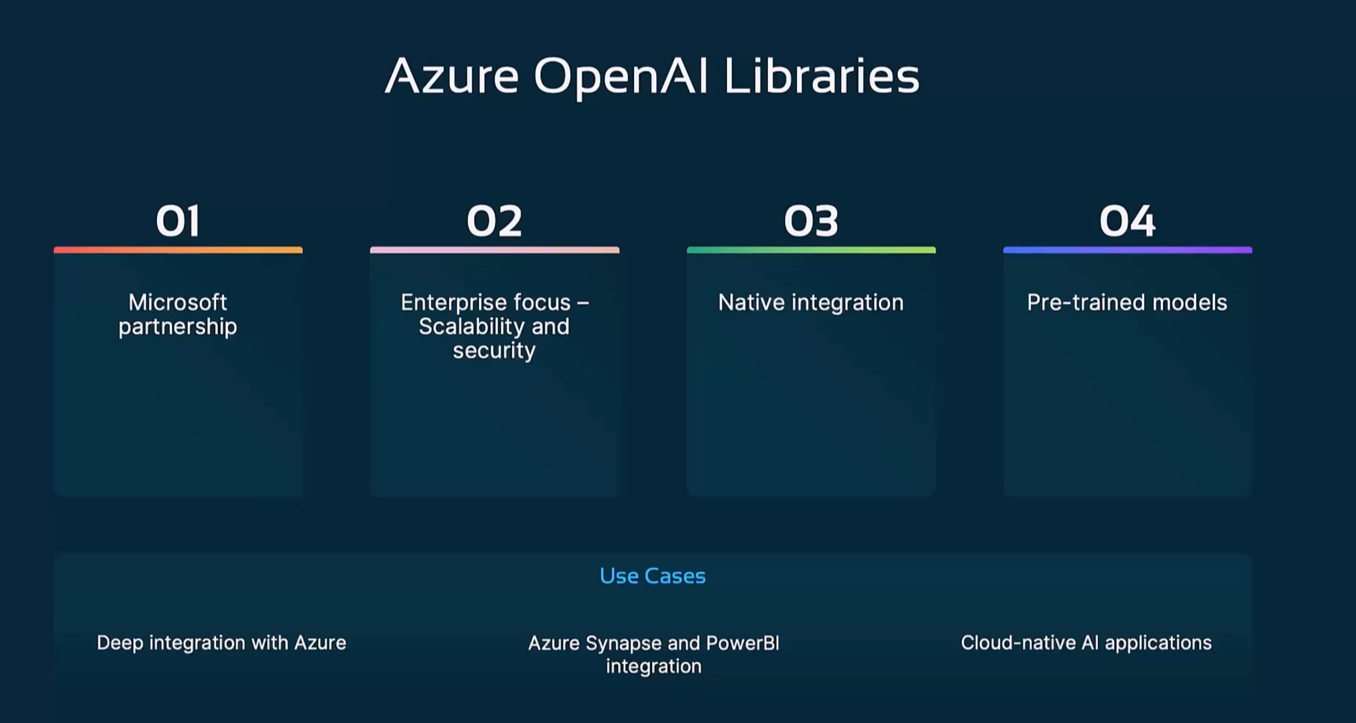 Azure OpenAI Libraries
01
Microsoft
partnership
02
Enterprise focus –
Scalability and
security
03
Native integration
04
Pre-trained models
Use Cases
Deep integration with Azure
Azure Synapse and PowerBI
integration
Cloud-native AI applications